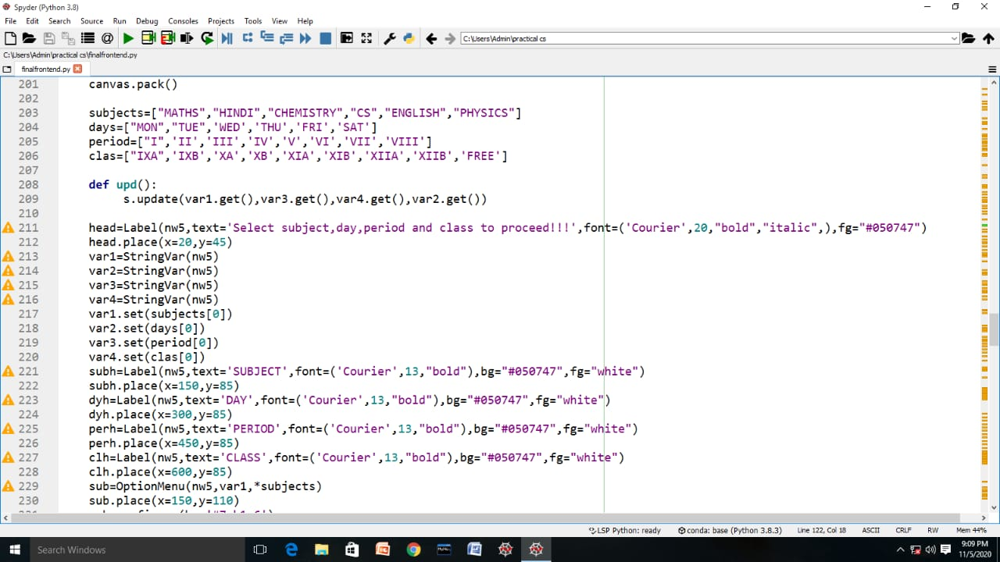 Spyder (Python 3.8)
File Edit Search Source Run Debug Consoles Projects Tools View Help
C:\Users\Admin\practical cs
C:\Users\Admin\practical cs\finalfrontend.py
finalfrontend.py
201 canvas.pack()
202
203 subjects=["MATHS","HINDI","CHEMISTRY","CS","ENGLISH","PHYSICS"]
204 days=["MON","TUE",'WED','THU','FRI','SAT']
205 period=["I",'II','III','IV','V','VI','VII','VIII']
206 clas=["IXA",'IXB','XA','XB','XIA','XIB','XIIA','XIIB','FREE']
207
208 def upd():
209 s.update(var1.get(),var3.get(),var4.get(),var2.get())
210
211 head=Label(nw5,text='Select subject,day,period and class to proceed!!!',font=('Courier',20,"bold","italic",),fg="#050747")
212 head.place(x=20,y=45)
213 var1=StringVar(nw5)
214 var2=StringVar(nw5)
215 var3=StringVar(nw5)
216 var4=StringVar(nw5)
217 var1.set(subjects[0])
218 var2.set(days[0])
219 var3.set(period[0])
220 var4.set(clas[0])
221 subh=Label(nw5,text='SUBJECT',font=('Courier',13,"bold"),bg="#050747",fg="white")
222 subh.place(x=150,y=85)
223 dyh=Label(nw5,text='DAY',font=('Courier',13,"bold"),bg="#050747",fg="white")
224 dyh.place(x=300,y=85)
225 perh=Label(nw5,text='PERIOD',font=('Courier',13,"bold"),bg="#050747",fg="white")
226 perh.place(x=450,y=85)
227 clh=Label(nw5,text='CLASS',font=('Courier',13,"bold"),bg="#050747",fg="white")
228 clh.place(x=600,y=85)
229 sub=OptionMenu(nw5,var1,*subjects)
230 sub.place(x=150,y=110)
LSP Python: ready conda: base (Python 3.8.3) Line 122, Col 18 ASCII CRLF RW Mem 44%
Search Windows
9:09 PM
11/5/2020